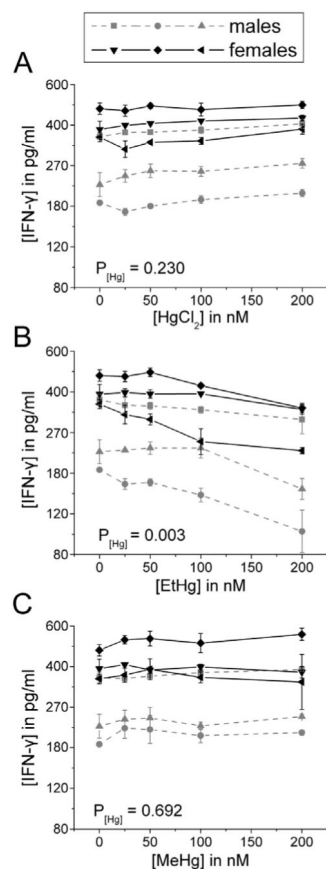 males
females
A
600
400
270
180
120
80
[IFN-γ] in pg/ml
P[Hg] = 0.230
0 50 100 150 200
[HgCl2] in nM
B
600
400
270
180
120
80
[IFN-γ] in pg/ml
P[Hg] = 0.003
0 50 100 150 200
[EtHg] in nM
C
600
400
270
180
120
80
[IFN-γ] in pg/ml
P[Hg] = 0.692
0 50 100 150 200
[MeHg] in nM